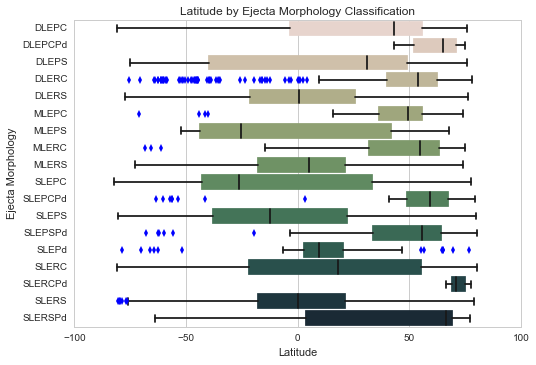 Latitude by Ejecta Morphology Classification
DLEPC
DLEPCPd
DLEPS
DLERC
DLERS
MLEPC
MLEPS
MLERC
MLERS
SLEPC
SLEPCPd
SLEPS
SLEPSPd
SLEPd
SLERC
SLERCPd
SLERS
SLERSPd
Ejecta Morphology
−100 −50 0 50 100
Latitude